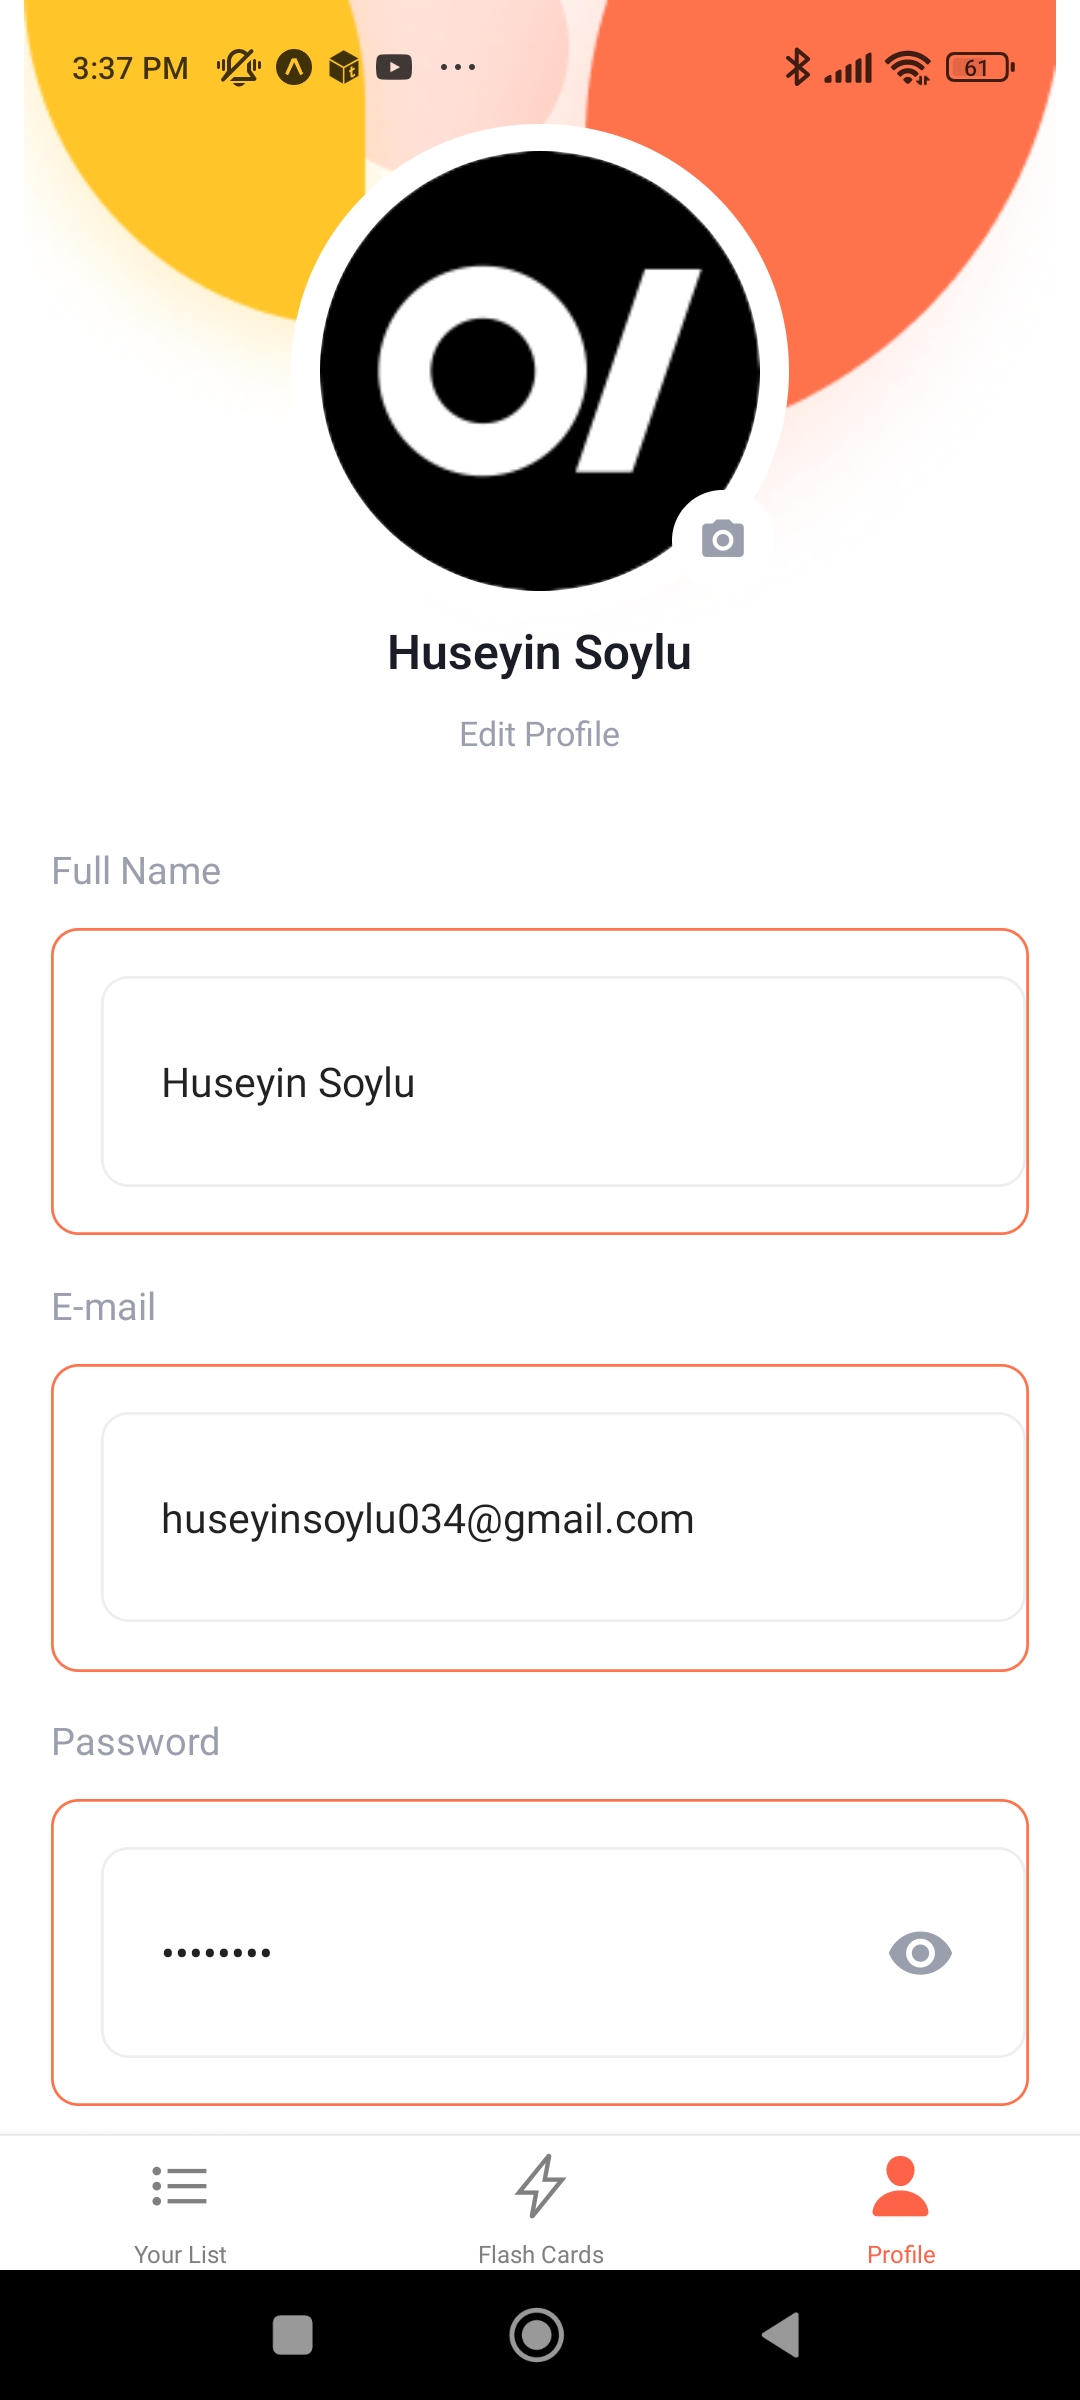 3:37 PM
61
Huseyin Soylu
Edit Profile
Full Name
Huseyin Soylu
E-mail
huseyinsoylu034@gmail.com
Password
••••••••
Your List
Flash Cards
Profile